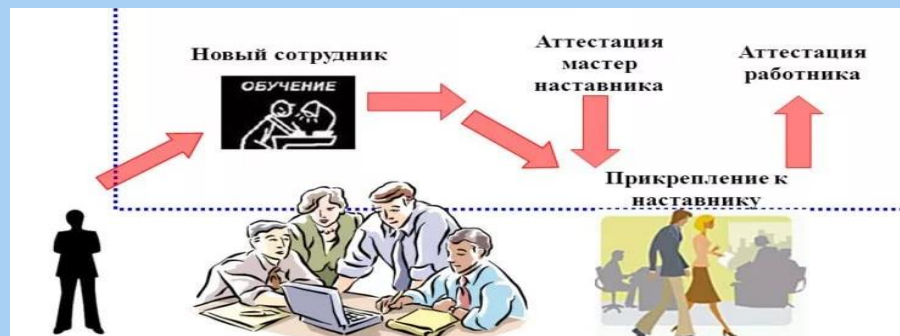 Новый сотрудник
ОБУЧЕНИЕ
Аттестация
мастер
наставника
Аттестация
работника
Прикрепление к
наставнику